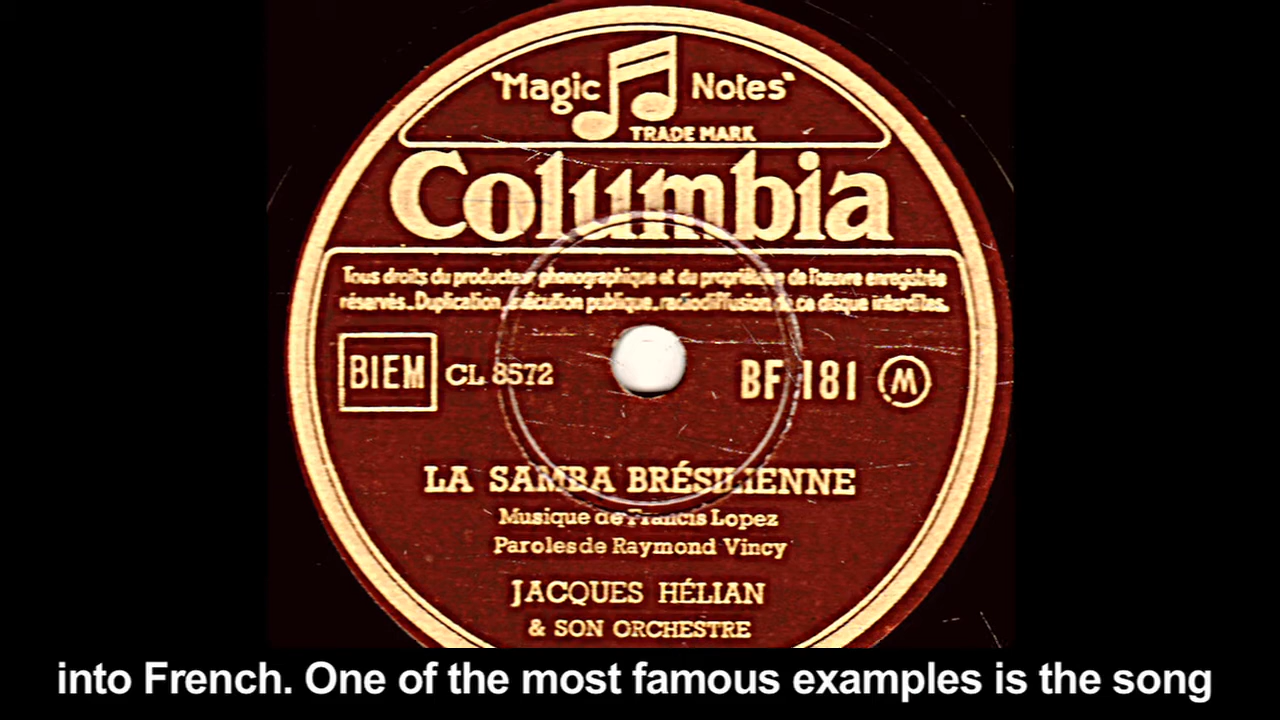 "Magic Notes"
TRADE MARK
Columbia
Tous droits du producteur phonographique et du propriétaire de l'œuvre enregistrée
réservés. Duplication, exécution publique, radiodiffusion de ce disque interdites.
BIEM CL 8572 BF 181 M
LA SAMBA BRÉSILIENNE
Musique de Francis Lopez
Paroles de Raymond Vincy
JACQUES HÉLIAN
& SON ORCHESTRE
into French. One of the most famous examples is the song